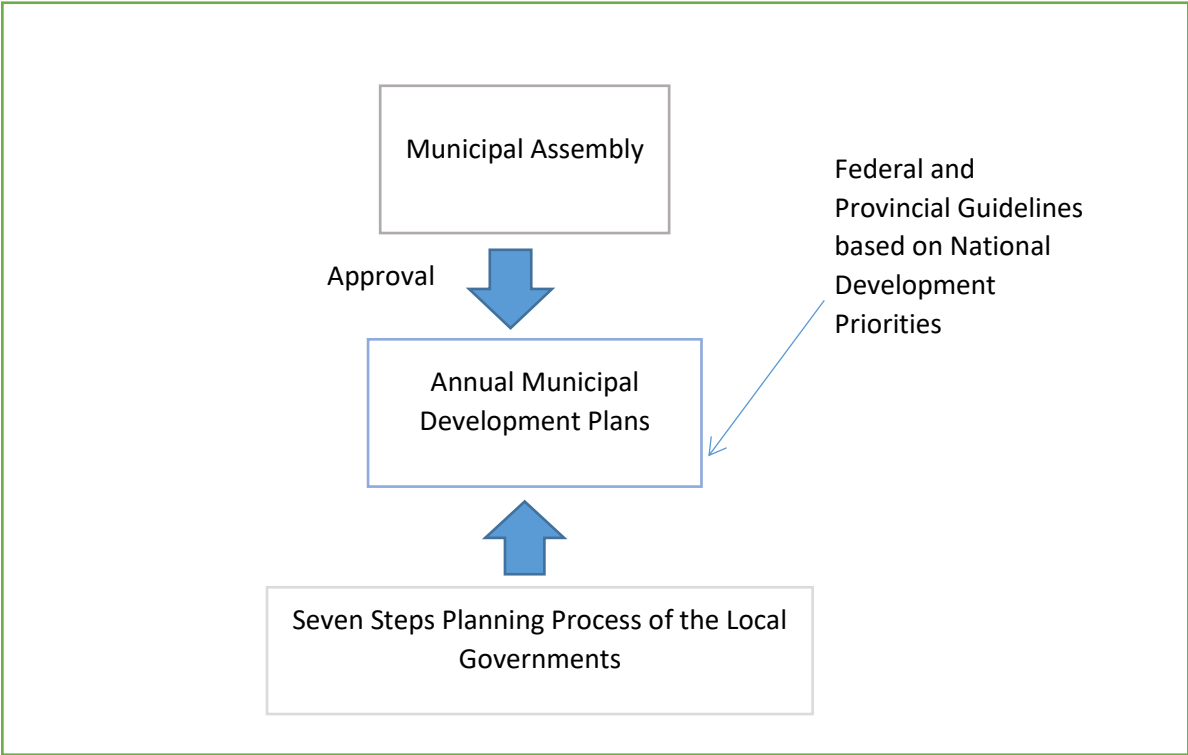 Municipal Assembly
Federal and
Provincial Guidelines
based on National
Development
Priorities
Approval
Annual Municipal
Development Plans
Seven Steps Planning Process of the Local
Governments